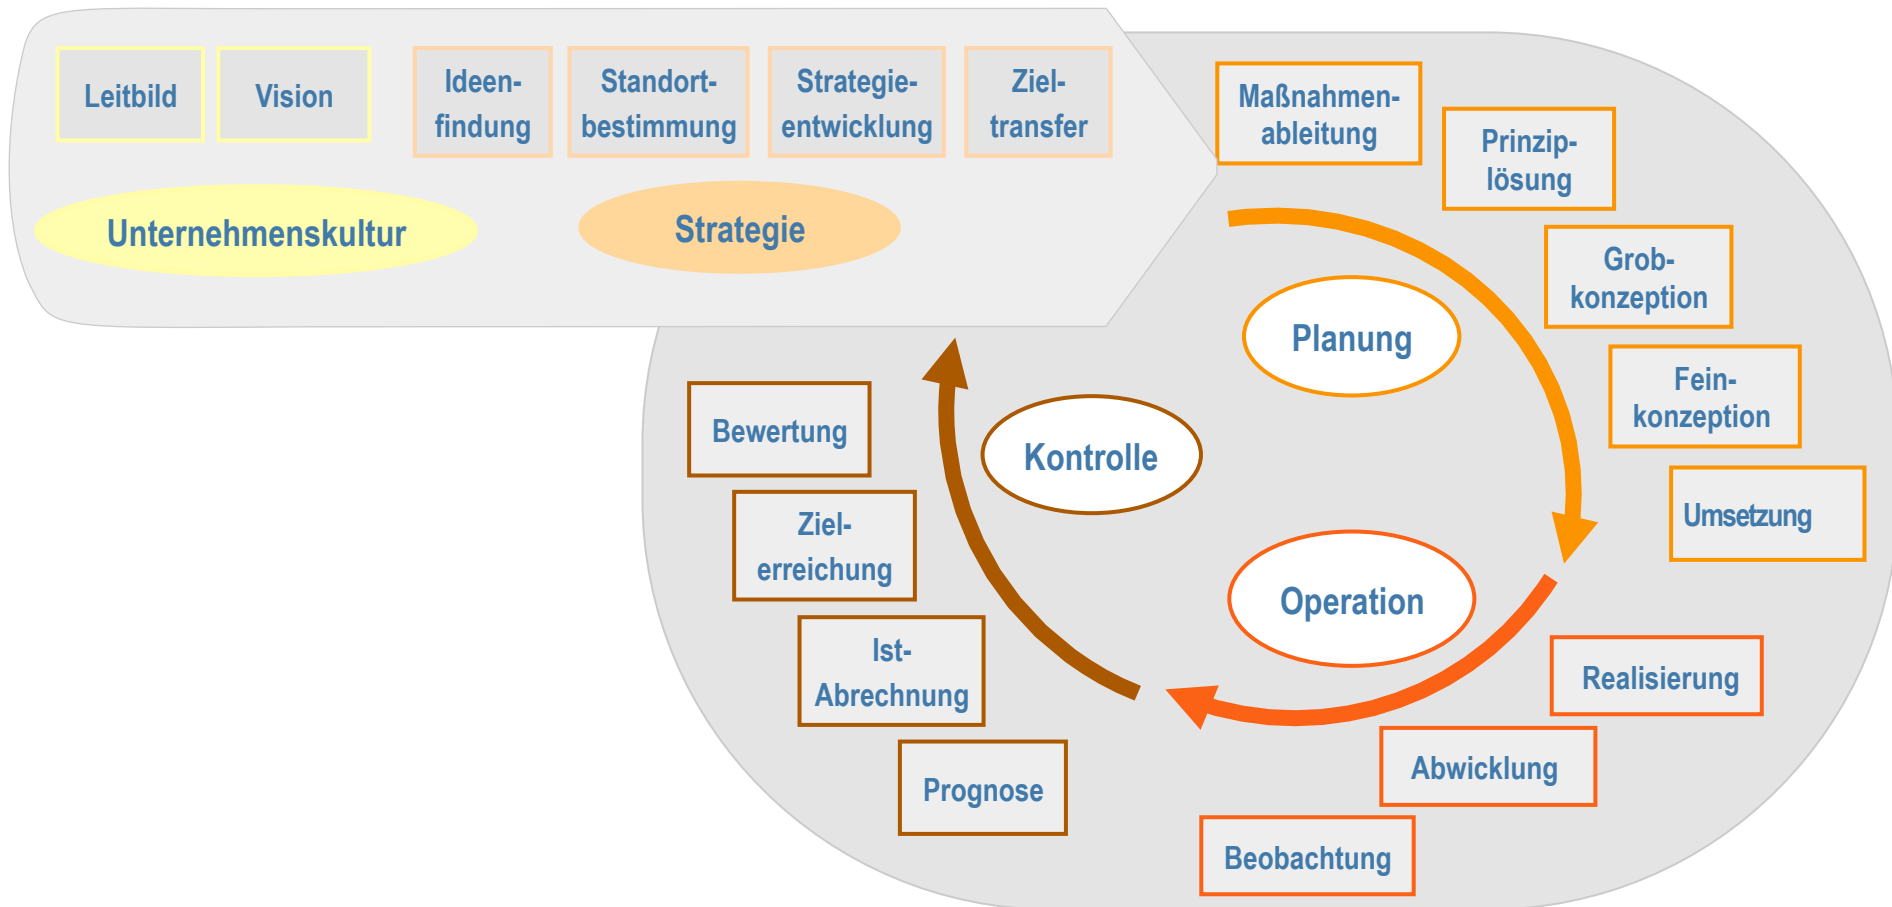 Leitbild
Vision
Ideen-
findung
Standort-
bestimmung
Strategie-
entwicklung
Ziel-
transfer
Unternehmenskultur
Strategie
Maßnahmen-
ableitung
Prinzip-
lösung
Grob-
konzeption
Fein-
konzeption
Umsetzung
Planung
Kontrolle
Operation
Realisierung
Abwicklung
Beobachtung
Bewertung
Ziel-
erreichung
Ist-
Abrechnung
Prognose